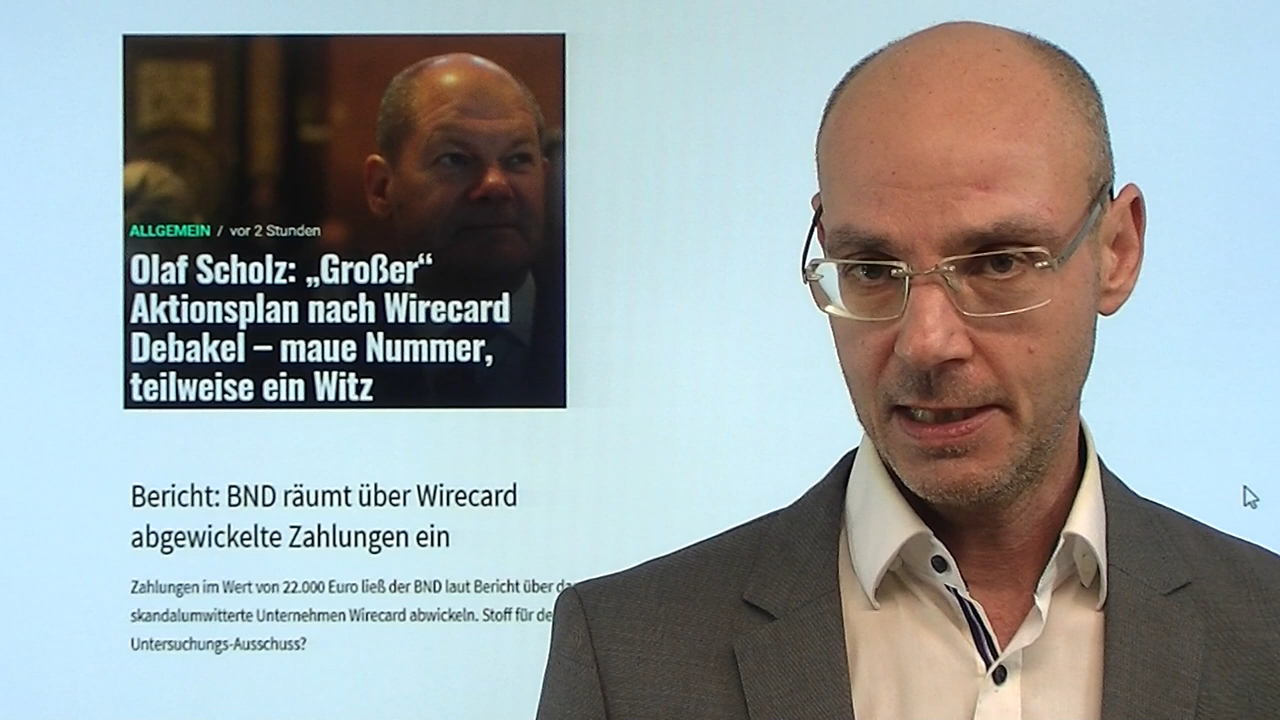 ALLGEMEIN / vor 2 Stunden
Olaf Scholz: „Großer“
Aktionsplan nach Wirecard
Debakel – maue Nummer,
teilweise ein Witz
Bericht: BND räumt über Wirecard
abgewickelte Zahlungen ein
Zahlungen im Wert von 22.000 Euro ließ der BND laut Bericht über
skandalumwitterte Unternehmen Wirecard abwickeln. Stoff für
Untersuchungs-Ausschuss?